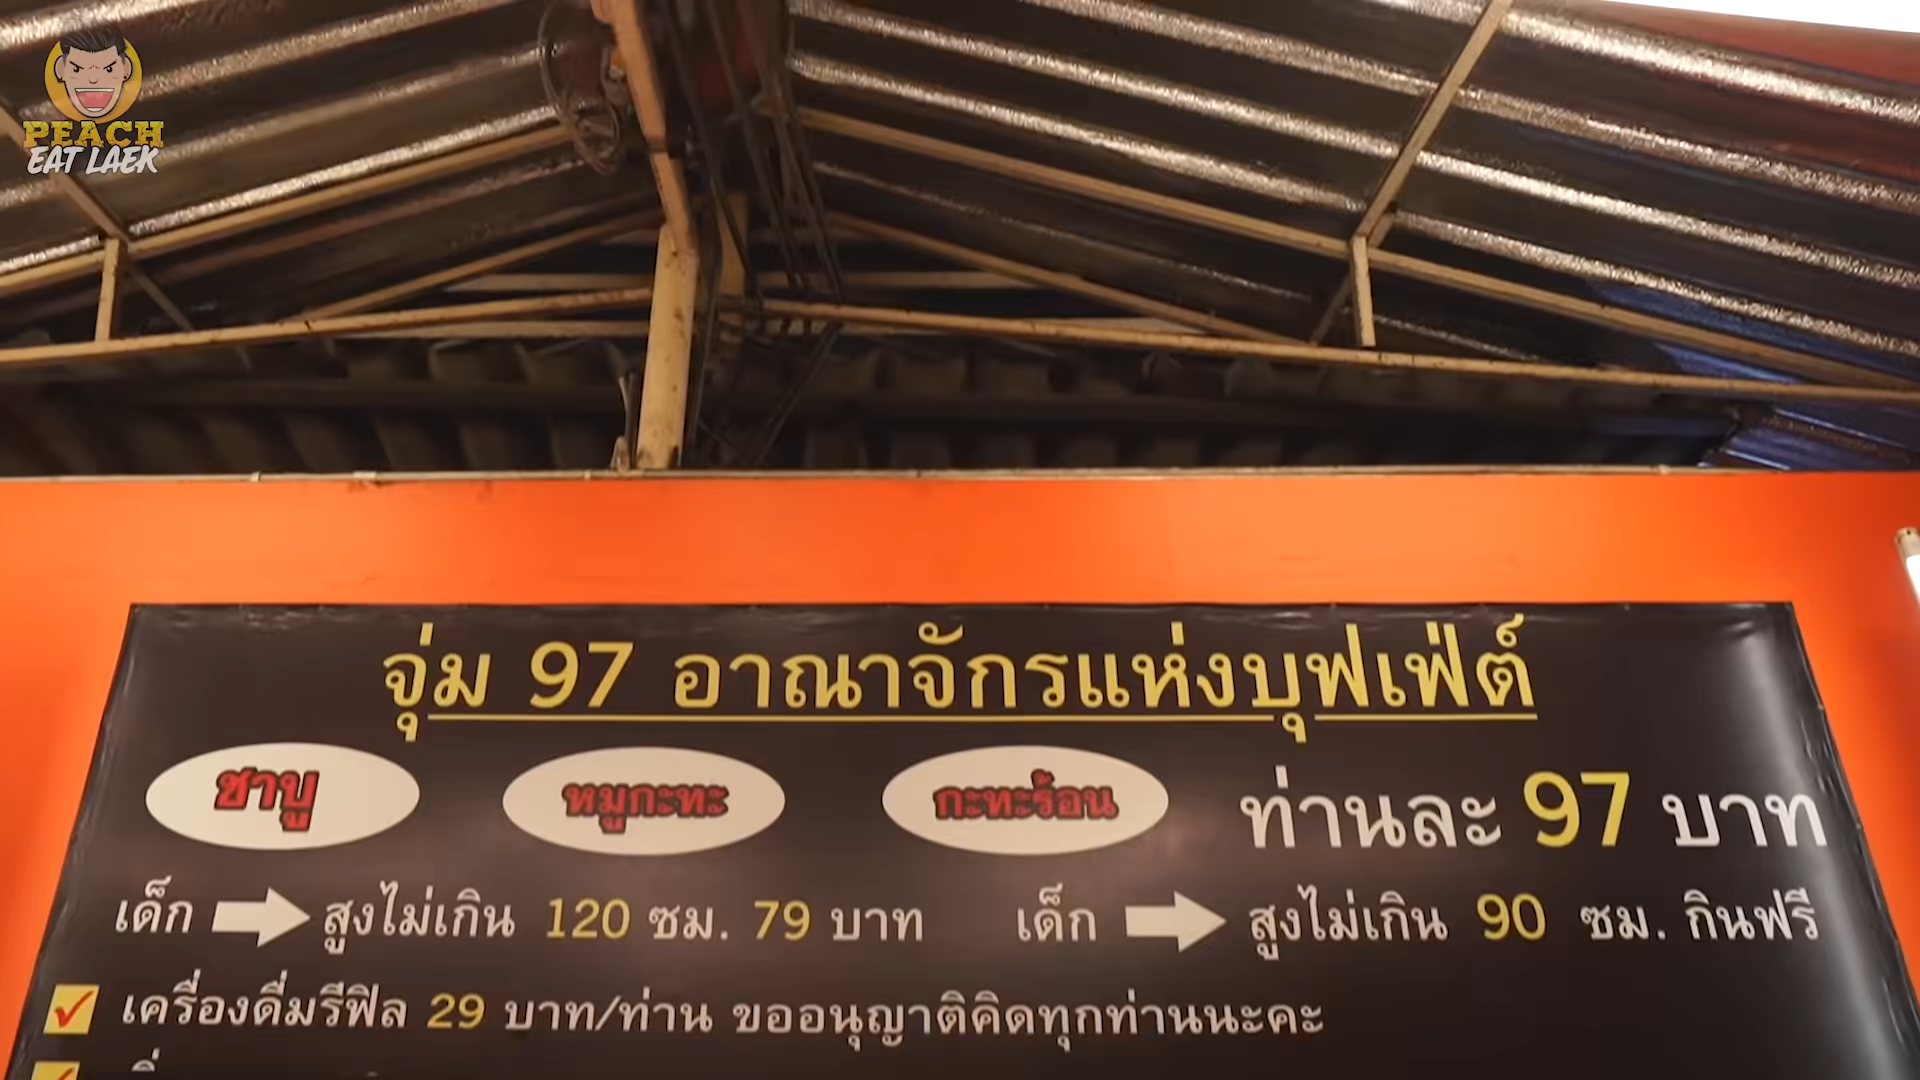 PEACH
EAT LAEK
จุ่ม 97 อาณาจักรแห่งบุฟเฟ่ต์
ชาบู หมูกะทะ กะทะร้อน ท่านละ 97 บาท
เด็ก สูงไม่เกิน 120 ซม. 79 บาท เด็ก สูงไม่เกิน 90 ซม. กินฟรี
เครื่องดื่มรีฟิล 29 บาท/ท่าน ขออนุญาติคิดทุกท่านนะคะ